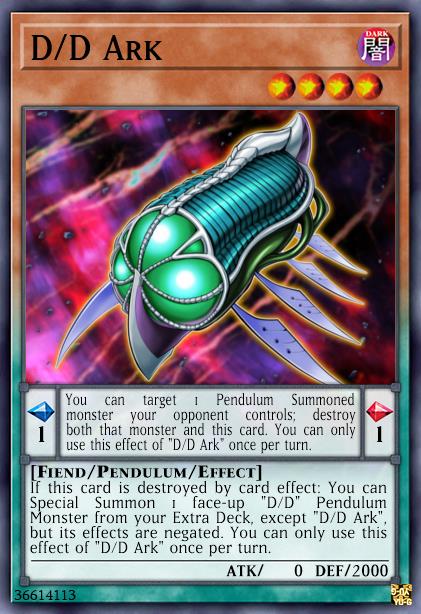 D/D Ark
DARK
闇
You can target 1 Pendulum Summoned
monster your opponent controls; destroy
both that monster and this card. You can only
use this effect of "D/D Ark" once per turn.
1
1
[Fiend/Pendulum/Effect]
If this card is destroyed by card effect: You can
Special Summon 1 face-up "D/D" Pendulum
Monster from your Extra Deck, except "D/D Ark",
but its effects are negated. You can only use this
effect of "D/D Ark" once per turn.
ATK/ 0 DEF/2000
36614113